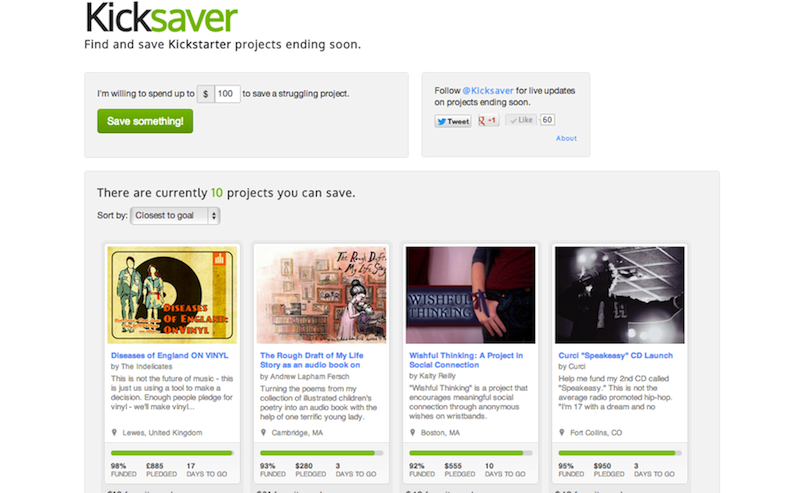 Kicksaver
Find and save Kickstarter projects ending soon.
I'm willing to spend up to $ 100 to save a struggling project.
Save something!
Follow @Kicksaver for live updates
on projects ending soon.
Tweet +1 Like 60
About
There are currently 10 projects you can save.
Sort by: Closest to goal
DISEASES
OF ENGLAND:
ON VINYL
Diseases of England ON VINYL
by The Indelicates
This is not the future of music - this
is just us using a tool to make a
decision. Enough people pledge for
vinyl - we'll make vinyl...
Lewes, United Kingdom
98% £885 17
FUNDED PLEDGED DAYS TO GO
The Rough Draft of
My Life Story
The Rough Draft of My Life
Story as an audio book on
by Andrew Lapham Fersch
Turning the poems from my
collection of illustrated children's
poetry into an audio book with the
help of one terrific young lady.
Cambridge, MA
93% $280 3
FUNDED PLEDGED DAYS TO GO
WISHFUL
THINKING
Wishful Thinking: A Project in
Social Connection
by Kaity Reilly
"Wishful Thinking" is a project that
encourages meaningful social
connection through anonymous
wishes on wristbands.
Boston, MA
92% $555 10
FUNDED PLEDGED DAYS TO GO
Curci "Speakeasy" CD Launch
by Curci
Help me fund my 2nd CD called
"Speakeasy." This is not the
average radio promoted hip-hop.
"I'm 17 with a dream and no
Fort Collins, CO
95% $950 3
FUNDED PLEDGED DAYS TO GO